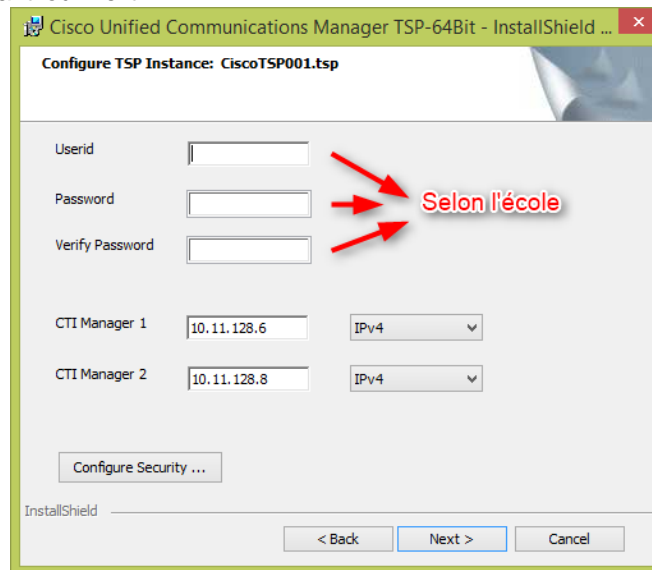 Cisco Unified Communications Manager TSP-64Bit - InstallShield ...
Configure TSP Instance: CiscoTSP001.tsp
Userid
Password
Selon l'école
Verify Password
CTI Manager 1 10.11.128.6 IPv4
CTI Manager 2 10.11.128.8 IPv4
Configure Security ...
InstallShield
< Back Next > Cancel